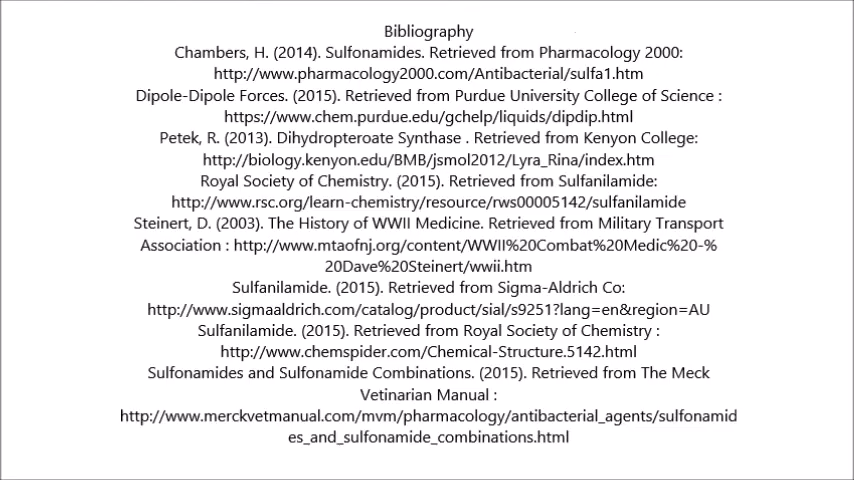 Bibliography
Chambers, H. (2014). Sulfonamides. Retrieved from Pharmacology 2000:
http://www.pharmacology2000.com/Antibacterial/sulfa1.htm
Dipole-Dipole Forces. (2015). Retrieved from Purdue University College of Science :
https://www.chem.purdue.edu/gchelp/liquids/dipdip.html
Petek, R. (2013). Dihydropteroate Synthase . Retrieved from Kenyon College:
http://biology.kenyon.edu/BMB/jsmol2012/Lyra_Rina/index.htm
Royal Society of Chemistry. (2015). Retrieved from Sulfanilamide:
http://www.rsc.org/learn-chemistry/resource/rws00005142/sulfanilamide
Steinert, D. (2003). The History of WWII Medicine. Retrieved from Military Transport
Association : http://www.mtaofnj.org/content/WWII%20Combat%20Medic%20-%
20Dave%20Steinert/wwii.htm
Sulfanilamide. (2015). Retrieved from Sigma-Aldrich Co:
http://www.sigmaaldrich.com/catalog/product/sial/s9251?lang=en&region=AU
Sulfanilamide. (2015). Retrieved from Royal Society of Chemistry :
http://www.chemspider.com/Chemical-Structure.5142.html
Sulfonamides and Sulfonamide Combinations. (2015). Retrieved from The Meck
Vetinarian Manual :
http://www.merckvetmanual.com/mvm/pharmacology/antibacterial_agents/sulfonamid
es_and_sulfonamide_combinations.html